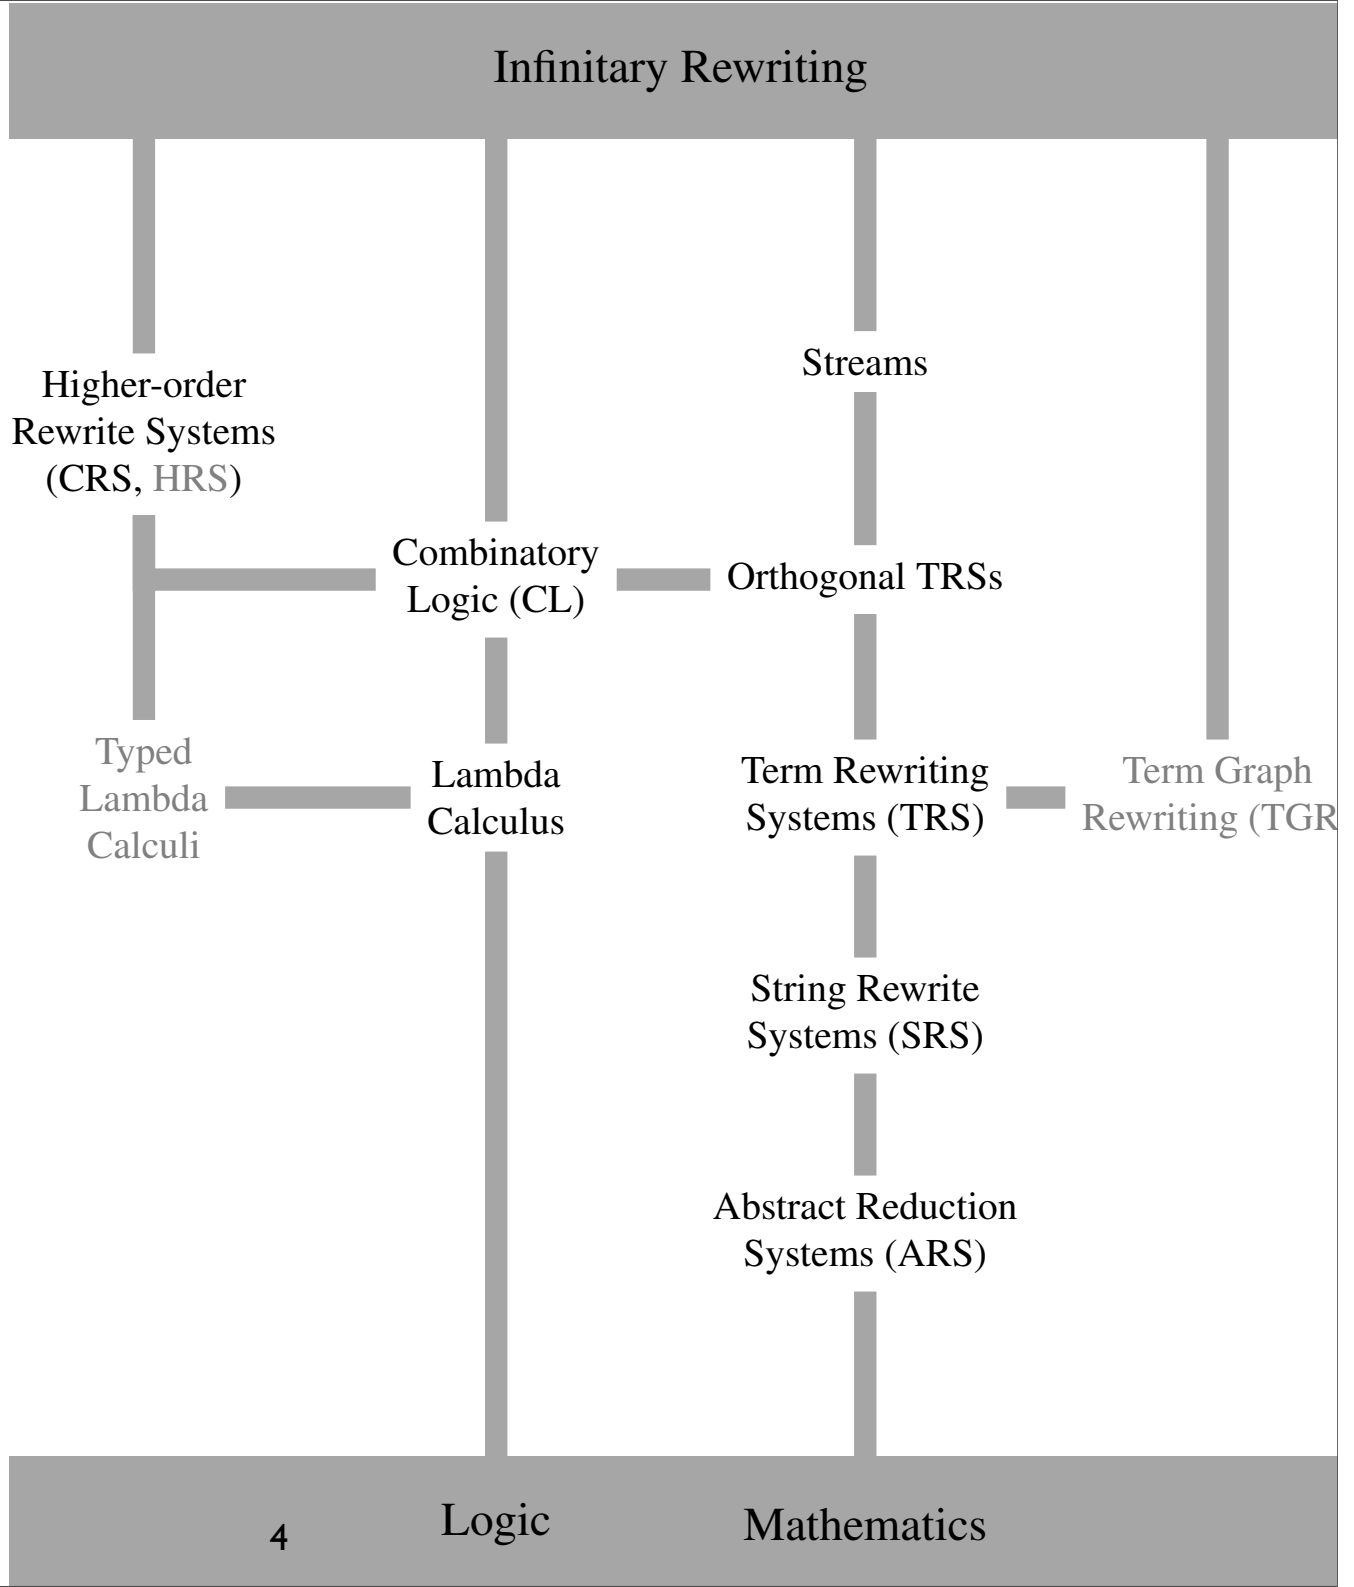 Infinitary Rewriting
Streams
Higher-order
Rewrite Systems
(CRS, HRS)
Combinatory
Logic (CL)
Orthogonal TRSs
Typed
Lambda
Calculi
Lambda
Calculus
Term Rewriting
Systems (TRS)
Term Graph
Rewriting (TGR
String Rewrite
Systems (SRS)
Abstract Reduction
Systems (ARS)
4
Logic
Mathematics